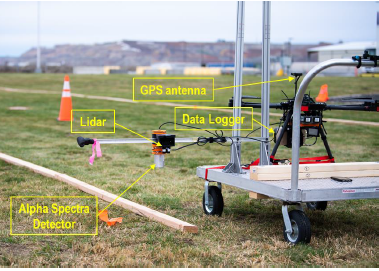 GPS antenna
Lidar
Data Logger
Alpha Spectra
Detector